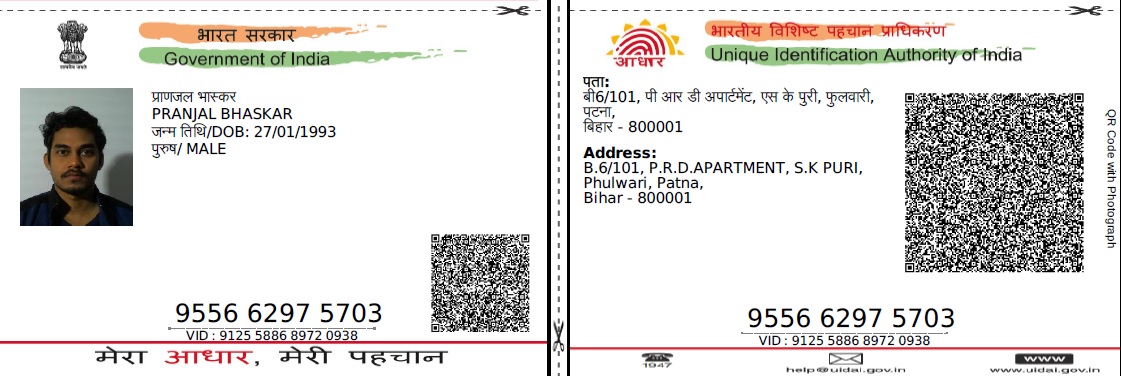 भारत सरकार
Government of India
प्राणजल भास्कर
PRANJAL BHASKAR
जन्म तिथि/DOB: 27/01/1993
पुरुष/ MALE
9556 6297 5703
VID : 9125 5886 8972 0938
मेरा आधार, मेरी पहचान
आधार
भारतीय विशिष्ट पहचान प्राधिकरण
Unique Identification Authority of India
पता:
बी6/101, पी आर डी अपार्टमेंट, एस के पुरी, फुलवारी,
पटना,
बिहार - 800001
Address:
B.6/101, P.R.D.APARTMENT, S.K PURI,
Phulwari, Patna,
Bihar - 800001
QR Code with Photograph
9556 6297 5703
VID : 9125 5886 8972 0938
1947
help@uidai.gov.in
www
www.uidai.gov.in